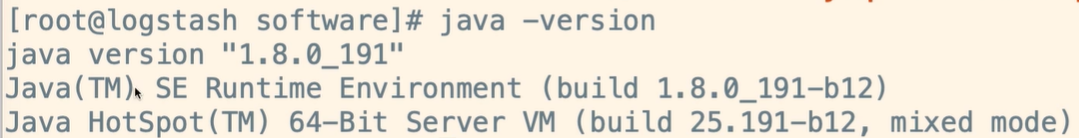 [root@logstash software]# java -version
java version "1.8.0_191"
Java(TM) SE Runtime Environment (build 1.8.0_191-b12)
Java HotSpot(TM) 64-Bit Server VM (build 25.191-b12, mixed mode)